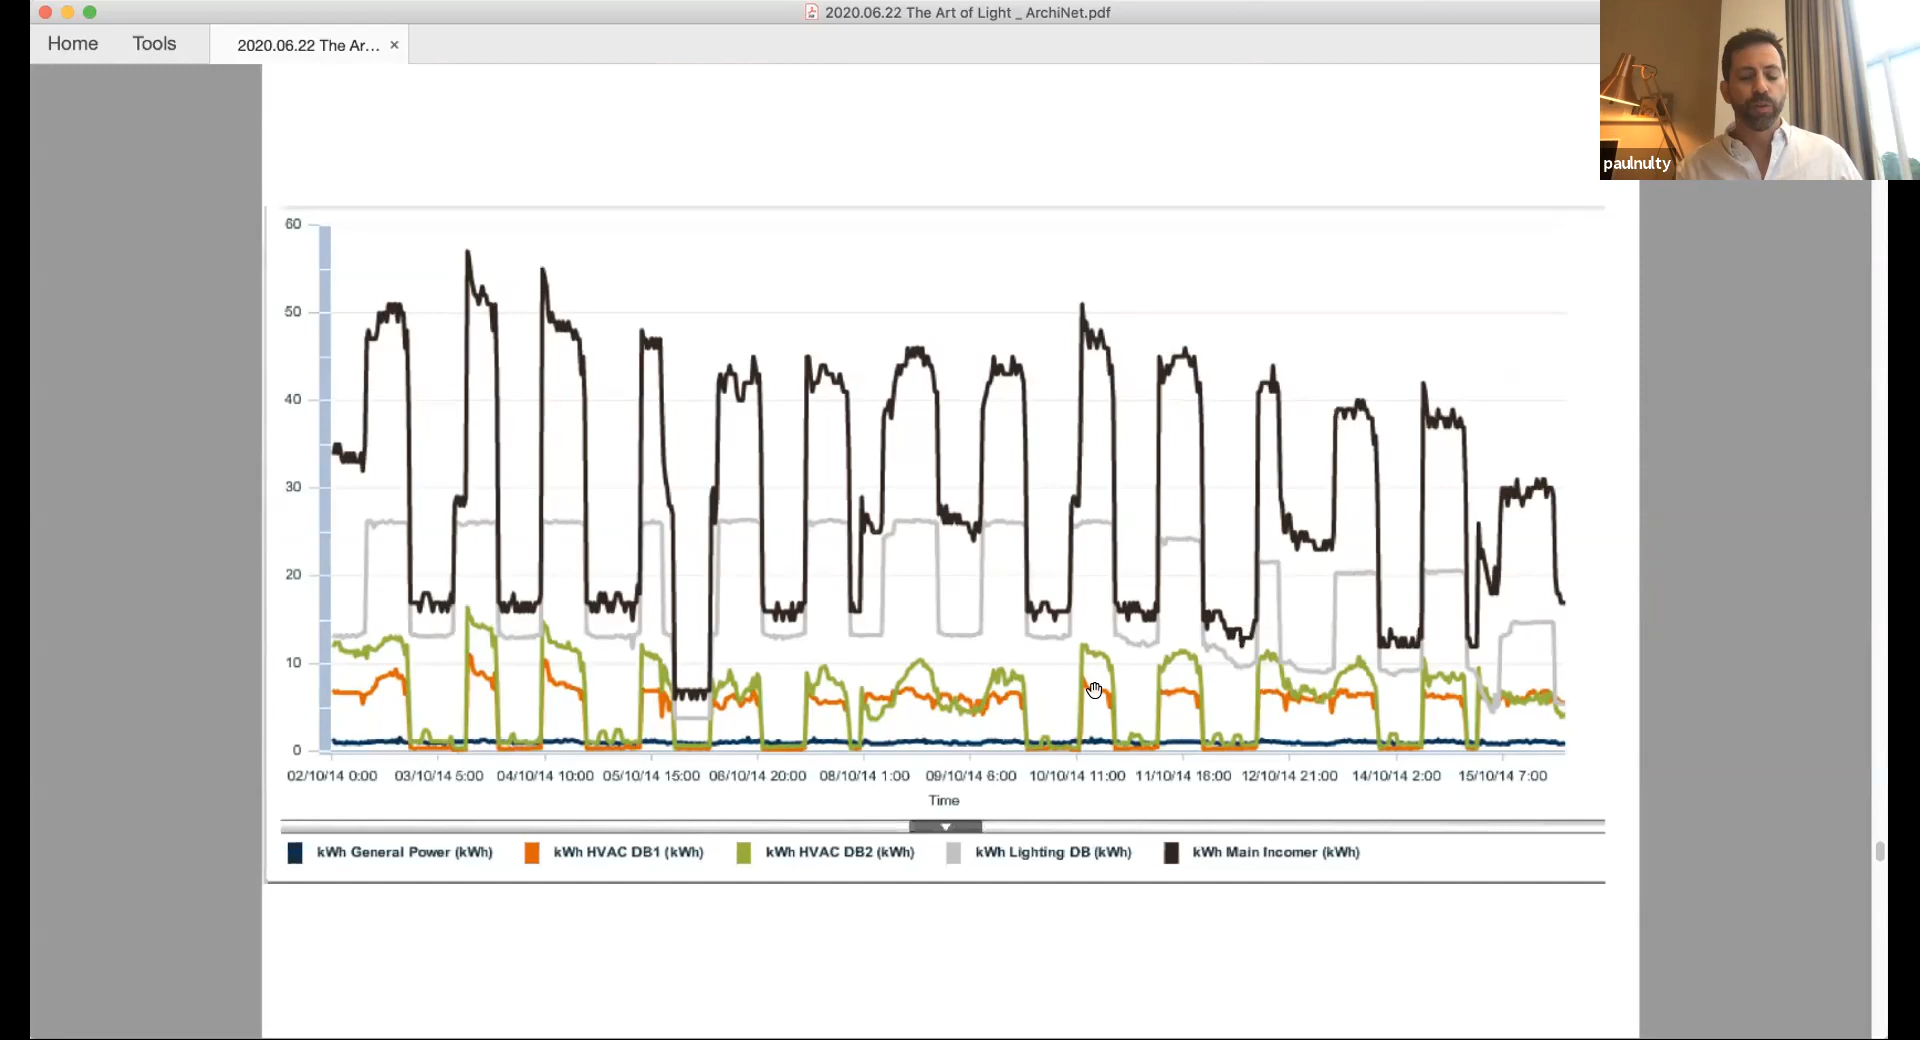 2020.06.22 The Art of Light _ ArchiNet.pdf
Home
Tools
2020.06.22 The Ar... ×
paulnulty
60
50
40
30
20
10
0
02/10/14 0:00 03/10/14 5:00 04/10/14 10:00 05/10/14 15:00 06/10/14 20:00 08/10/14 1:00 09/10/14 6:00 10/10/14 11:00 11/10/14 16:00 12/10/14 21:00 14/10/14 2:00 15/10/14 7:00
Time
kWh General Power (kWh) kWh HVAC DB1 (kWh) kWh HVAC DB2 (kWh) kWh Lighting DB (kWh) kWh Main Incomer (kWh)